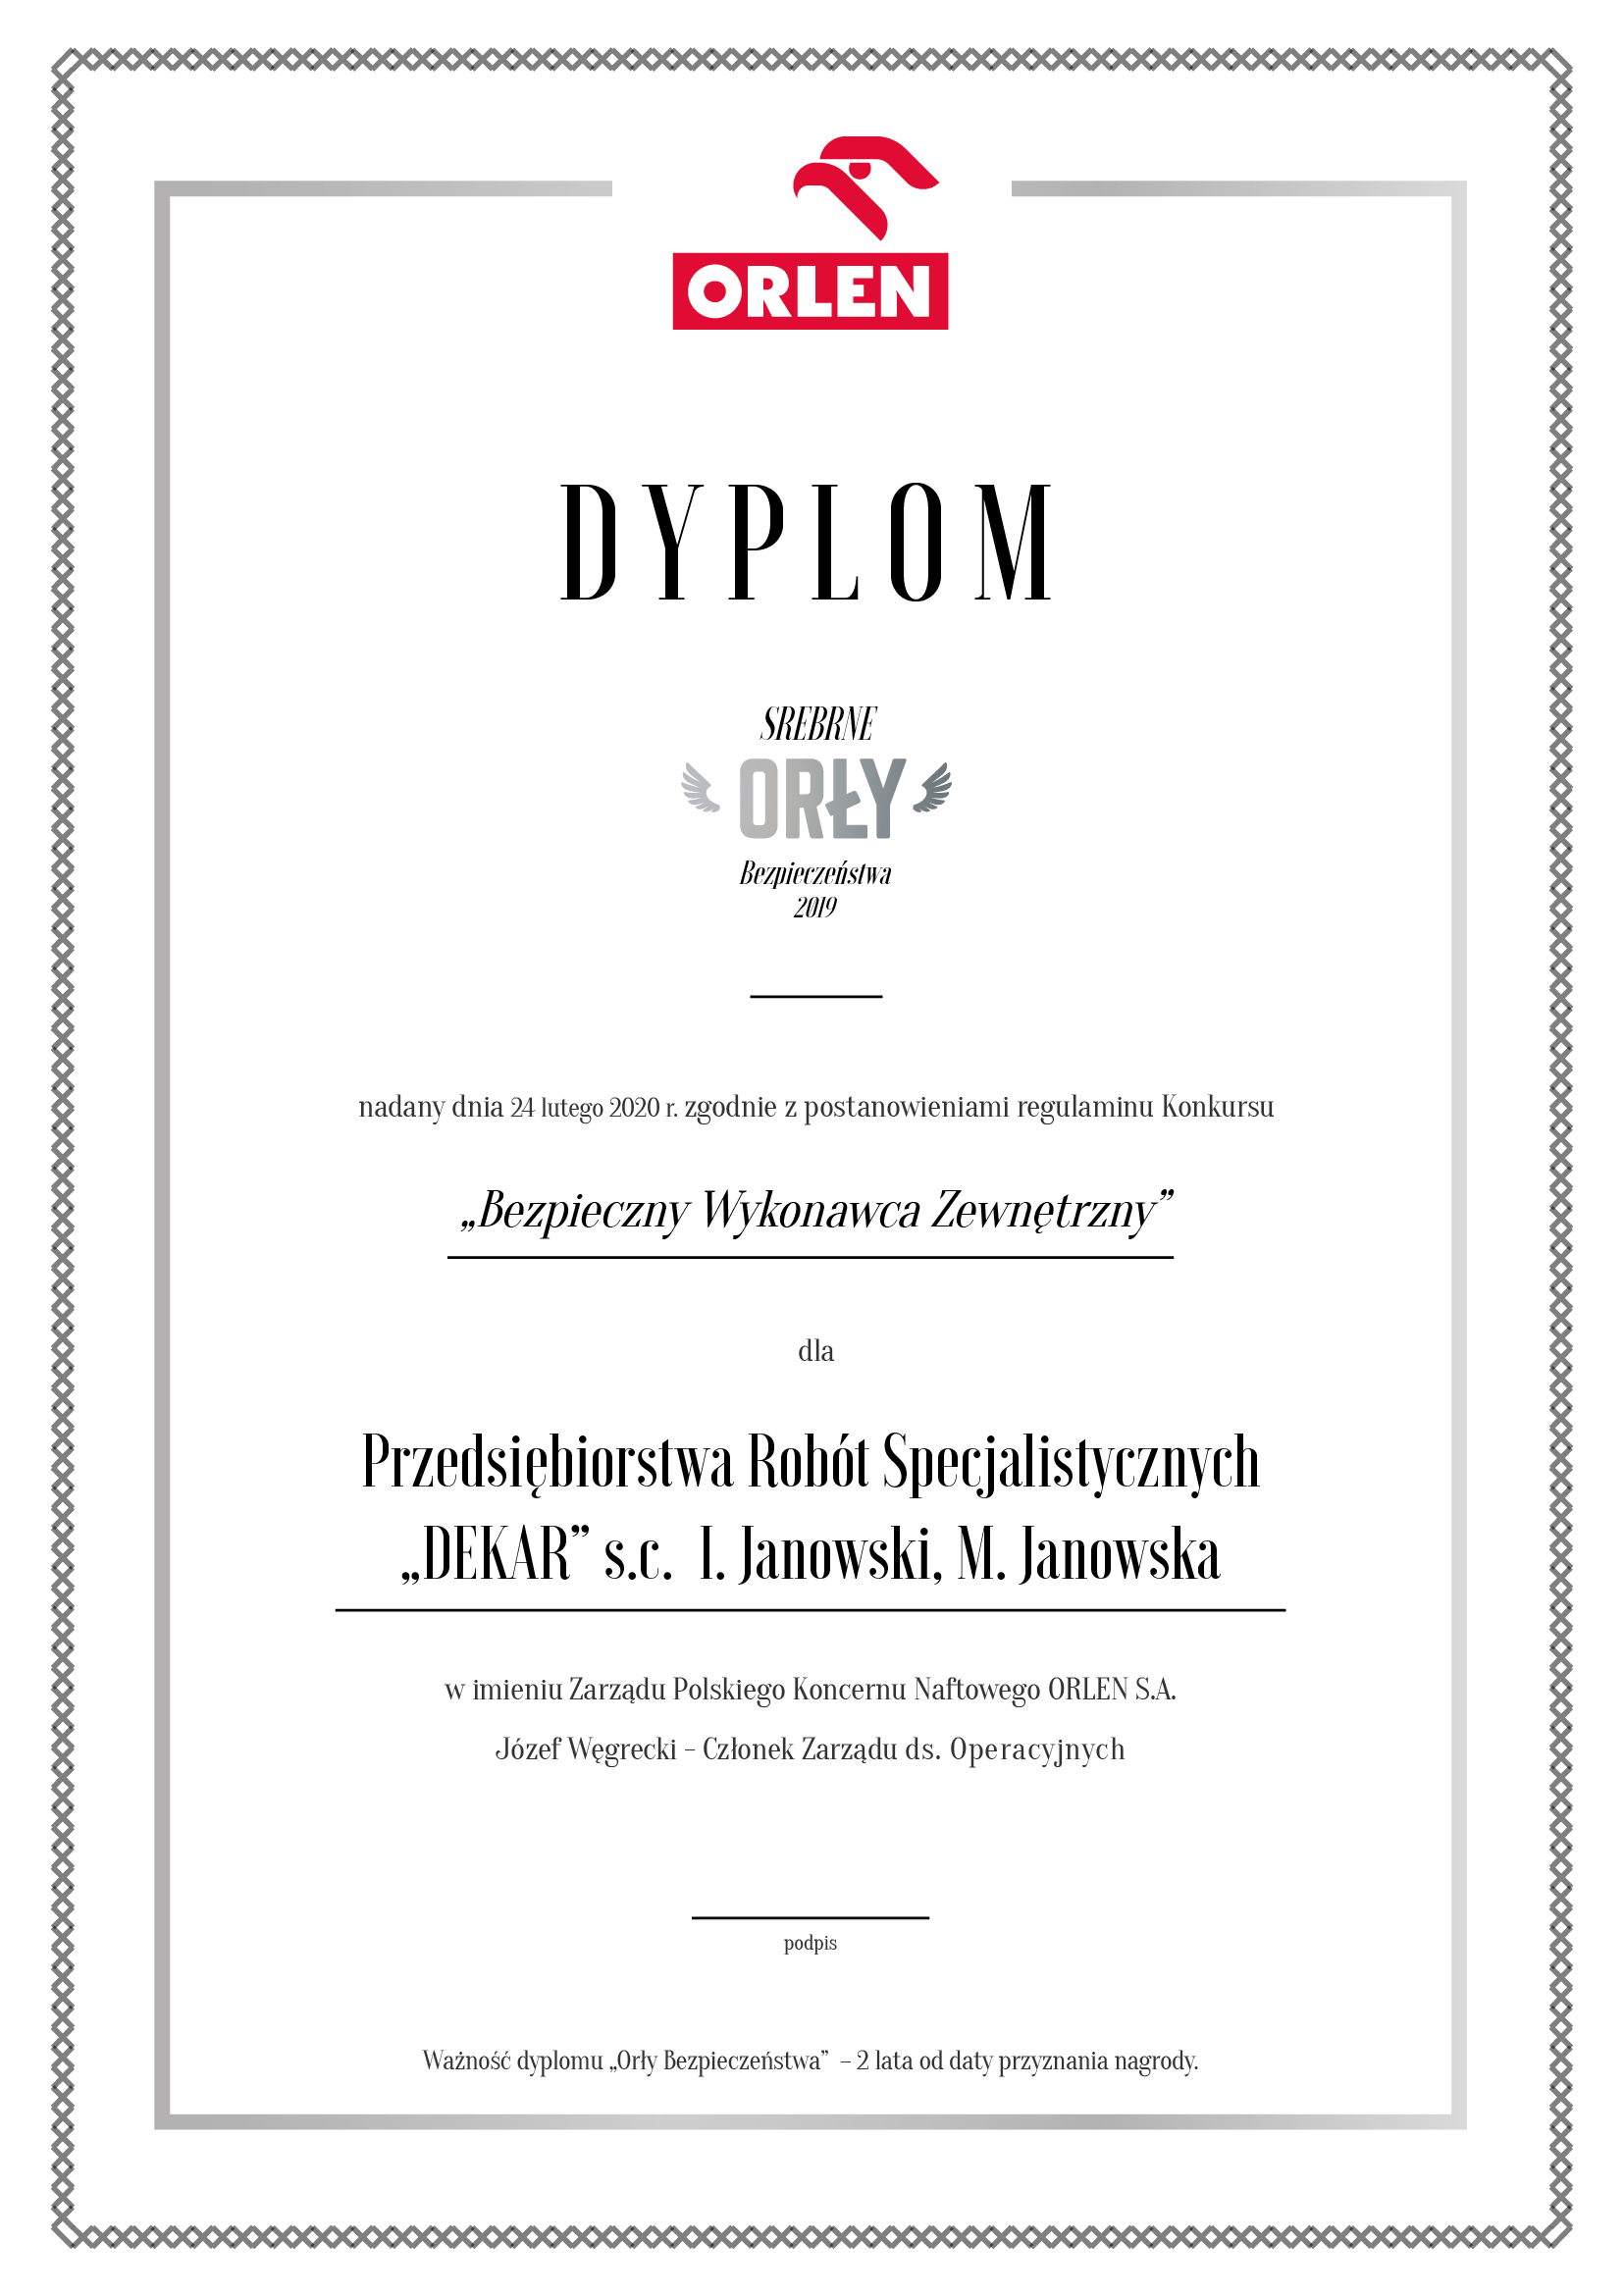 ORLEN
DYPLOM
SREBRNE
ORŁY
Bezpieczeństwa
2019
nadany dnia 24 lutego 2020 r. zgodnie z postanowieniami regulaminu Konkursu
„Bezpieczny Wykonawca Zewnętrzny”
dla
Przedsiębiorstwa Robót Specjalistycznych
„DEKAR” s.c. I. Janowski, M. Janowska
w imieniu Zarządu Polskiego Koncernu Naftowego ORLEN S.A.
Józef Węgrecki – Członek Zarządu ds. Operacyjnych
podpis
Ważność dyplomu „Orły Bezpieczeństwa” – 2 lata od daty przyznania nagrody.